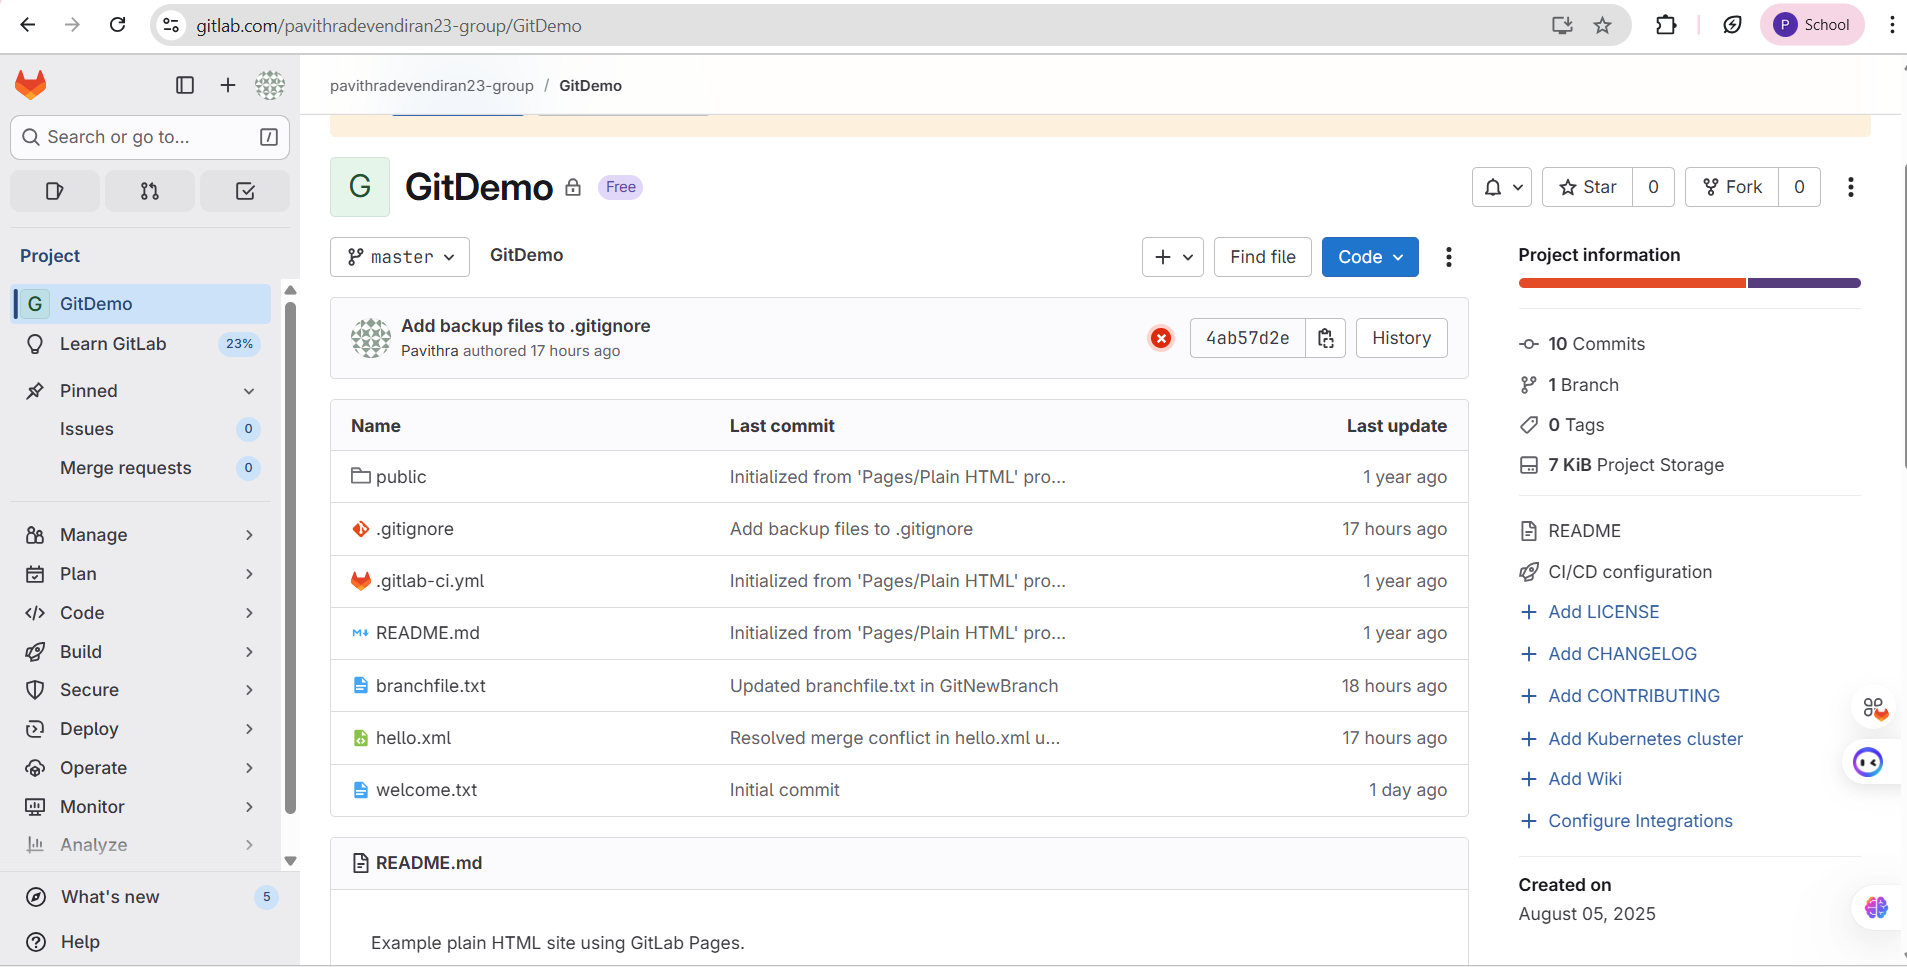 gitlab.com/pavithradevendiran23-group/GitDemo
P School
pavithradevendiran23-group / GitDemo
Search or go to... /
G GitDemo Free
Star 0 Fork 0
Project
master GitDemo
Find file Code
Project information
G GitDemo
Learn GitLab 23%
Pinned
Issues 0
Merge requests 0
Manage
Plan
Code
Build
Secure
Deploy
Operate
Monitor
Analyze
What's new 5
Help
Add backup files to .gitignore
Pavithra authored 17 hours ago
4ab57d2e History
Name Last commit Last update
public Initialized from 'Pages/Plain HTML' pro... 1 year ago
.gitignore Add backup files to .gitignore 17 hours ago
.gitlab-ci.yml Initialized from 'Pages/Plain HTML' pro... 1 year ago
README.md Initialized from 'Pages/Plain HTML' pro... 1 year ago
branchfile.txt Updated branchfile.txt in GitNewBranch 18 hours ago
hello.xml Resolved merge conflict in hello.xml u... 17 hours ago
welcome.txt Initial commit 1 day ago
README.md
Example plain HTML site using GitLab Pages.
10 Commits
1 Branch
0 Tags
7 KiB Project Storage
README
CI/CD configuration
Add LICENSE
Add CHANGELOG
Add CONTRIBUTING
Add Kubernetes cluster
Add Wiki
Configure Integrations
Created on
August 05, 2025